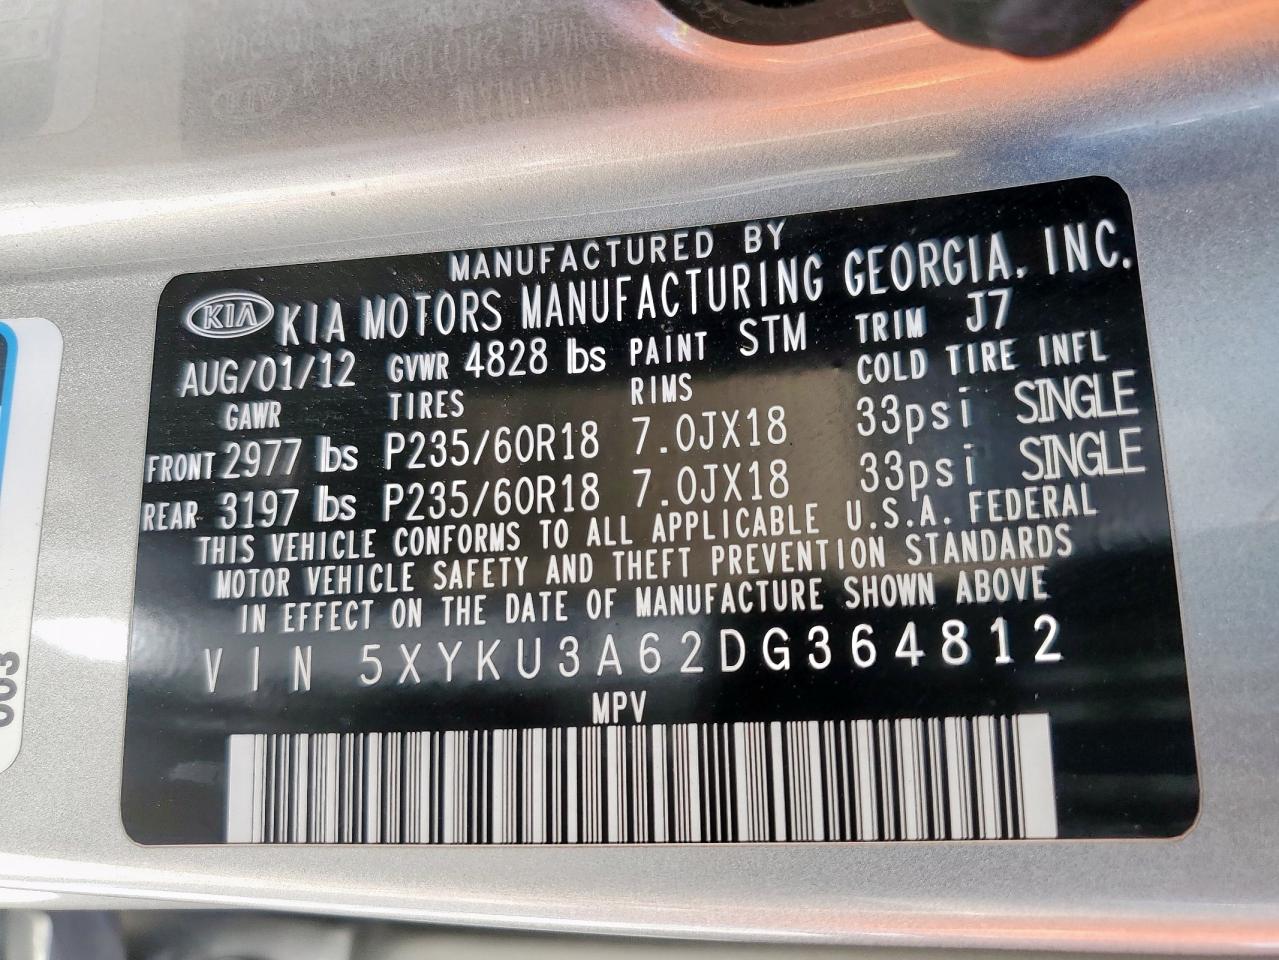 MANUFACTURED BY
KIA KIA MOTORS MANUFACTURING GEORGIA, INC.
AUG/01/12 GVWR 4828 lbs PAINT STM TRIM J7
GAWR TIRES RIMS COLD TIRE INFL
FRONT 2977 lbs P235/60R18 7.0JX18 33psi SINGLE
REAR 3197 lbs P235/60R18 7.0JX18 33psi SINGLE
THIS VEHICLE CONFORMS TO ALL APPLICABLE U.S.A. FEDERAL
MOTOR VEHICLE SAFETY AND THEFT PREVENTION STANDARDS
IN EFFECT ON THE DATE OF MANUFACTURE SHOWN ABOVE
VIN 5XYKU3A62DG364812
MPV
003